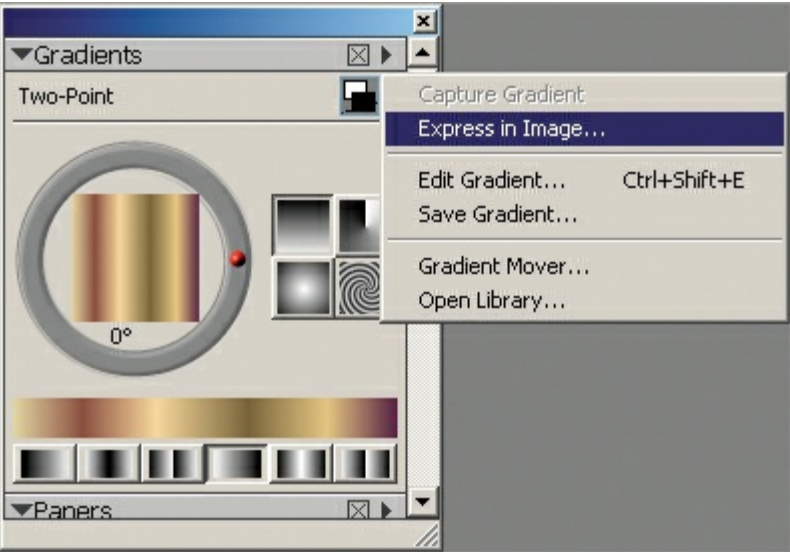 Gradients
Two-Point
Capture Gradient
Express in Image...
Edit Gradient... Ctrl+Shift+E
Save Gradient...
Gradient Mover...
Open Library...
0°
Papers